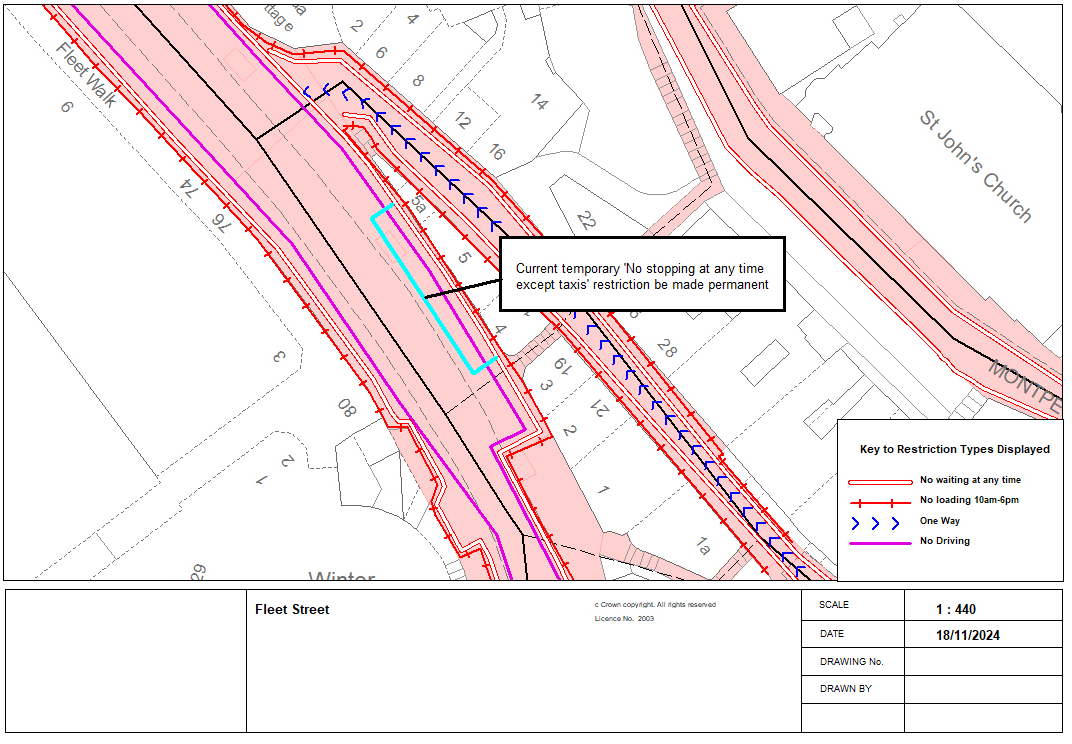 2
4
6
8
Fleet Walk
9
12
14
16
St John's Church
74
76
5a
22
5
Current temporary 'No stopping at any time
except taxis' restriction be made permanent
4
28
3
19
3
MONTPE
80
21
2
2
1
1
1a
29
Winter
Key to Restriction Types Displayed
No waiting at any time
No loading 10am-6pm
One Way
No Driving
Fleet Street
c Crown copyright. All rights reserved
Licence No. 2003
SCALE
1 : 440
DATE
18/11/2024
DRAWING No.
DRAWN BY